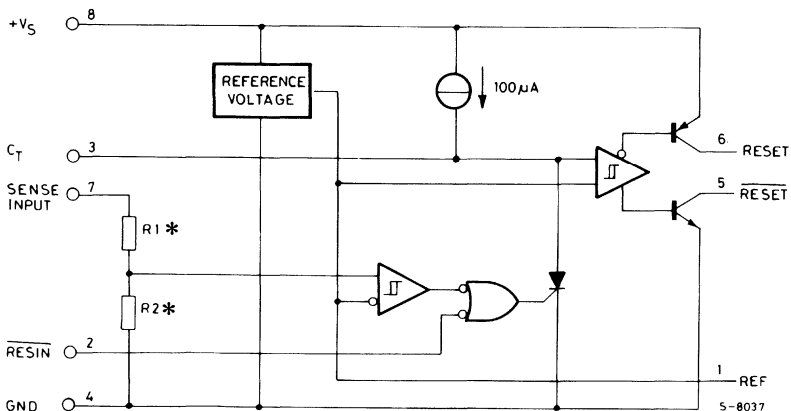 +VS 8
REFERENCE
VOLTAGE
100μA
CT 3
6.
RESET
SENSE
INPUT
7
5
RESET
R1*
R2*
RESIN 2
1
REF
GND 4
S-8037